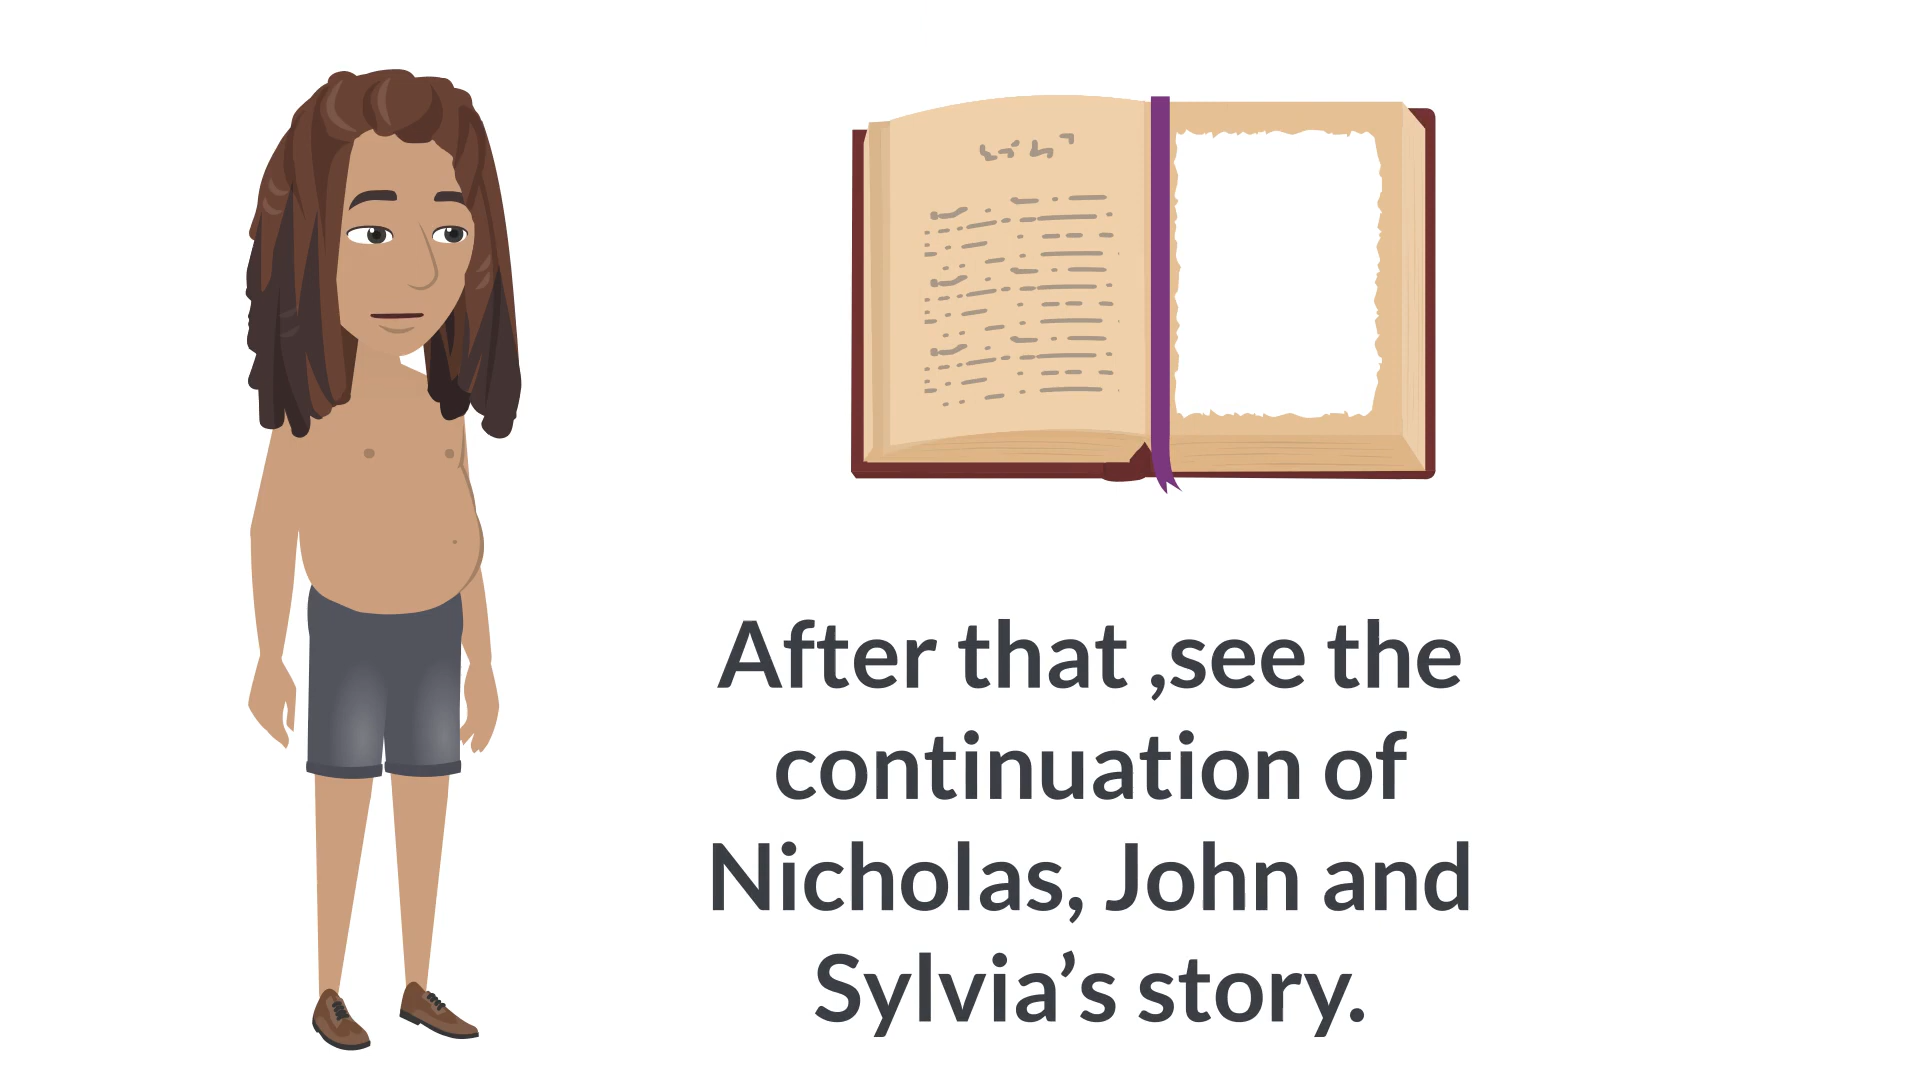 After that ,see the
continuation of
Nicholas, John and
Sylvia’s story.